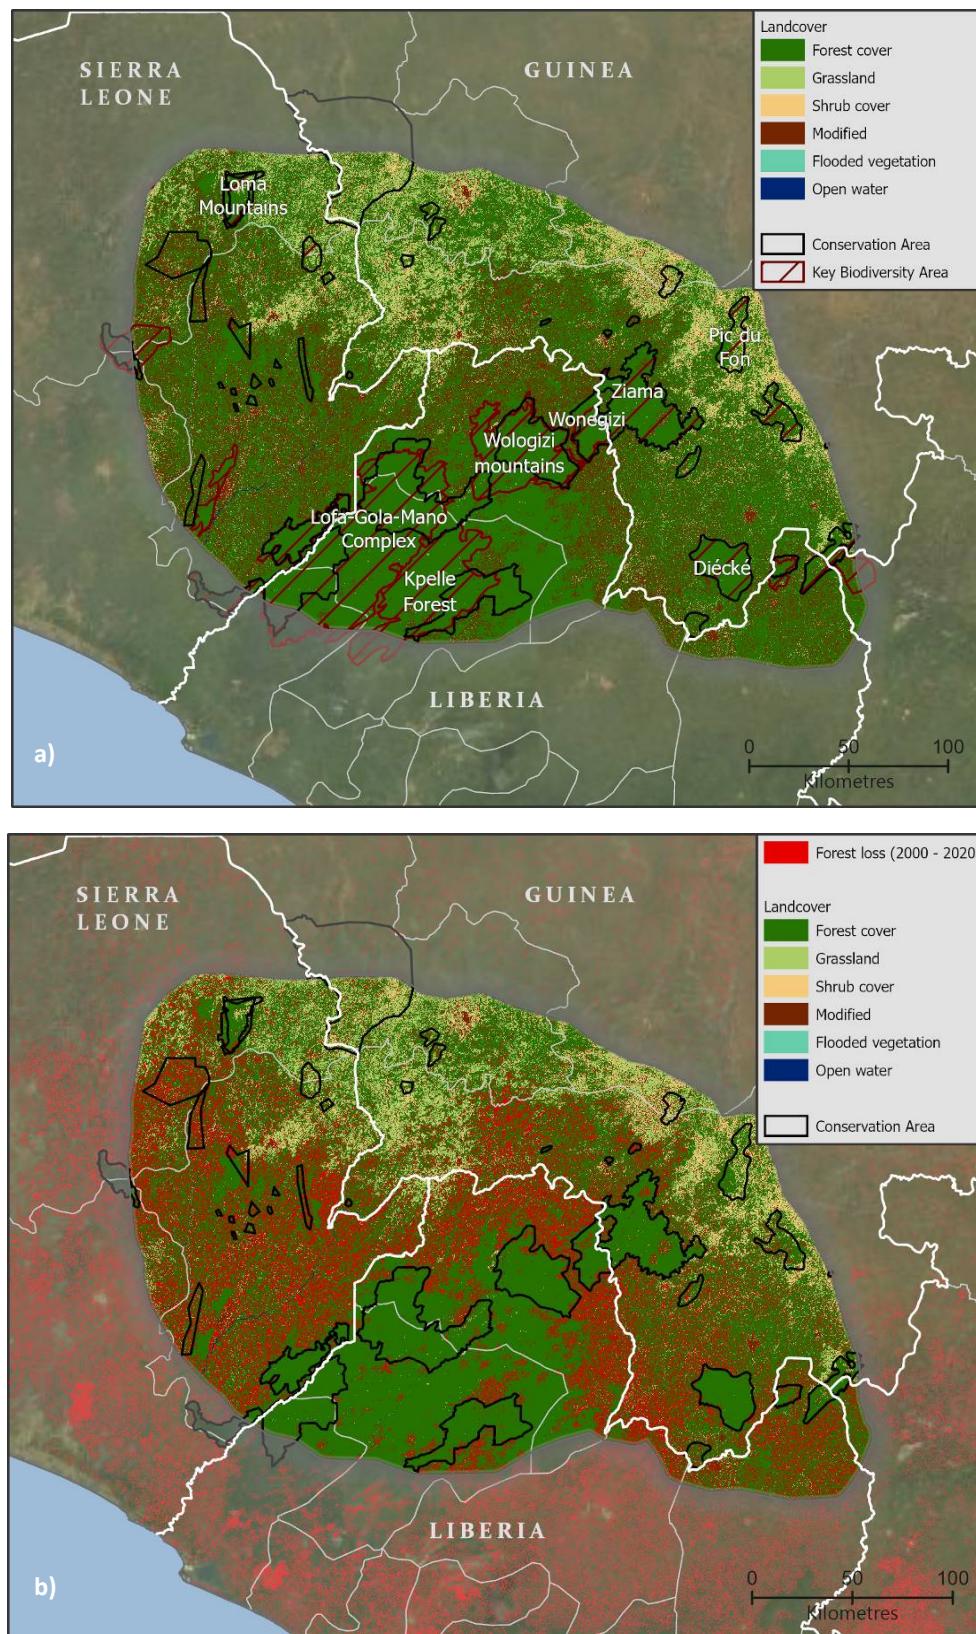 SIERRA
LEONE
GUINEA
Landcover
Forest cover
Grassland
Shrub cover
Modified
Flooded vegetation
Open water
Conservation Area
Key Biodiversity Area
Loma
Mountains
Pic du
Fon
Ziama
Wonegizi
Wologizi
mountains
Lofa-Gola-Mano
Complex
Kpelle
Forest
Diécké
LIBERIA
a)
0 50 100
Kilometres
SIERRA
LEONE
GUINEA
Forest loss (2000 - 2020
Landcover
Forest cover
Grassland
Shrub cover
Modified
Flooded vegetation
Open water
Conservation Area
LIBERIA
b)
0 50 100
Kilometres